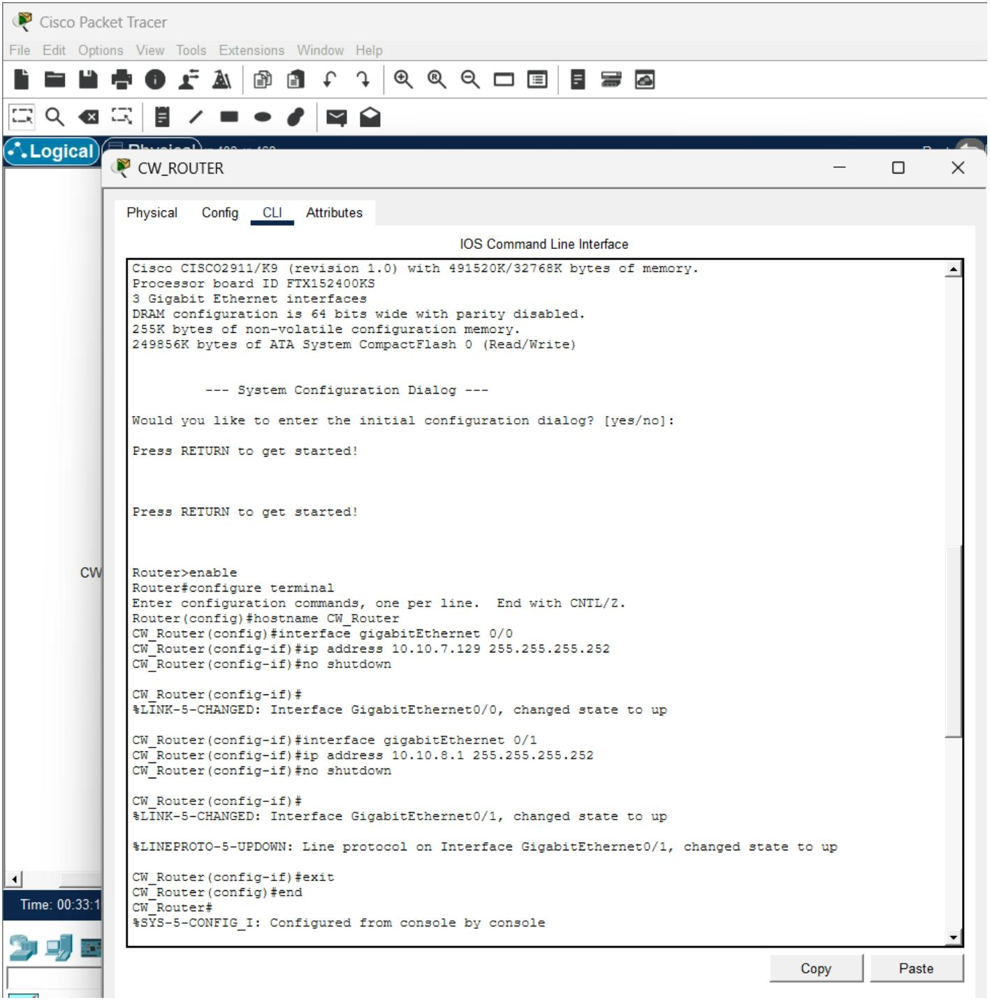 Cisco Packet Tracer
File Edit Options View Tools Extensions Window Help
Logical
CW_ROUTER
Physical Config CLI Attributes
IOS Command Line Interface
Cisco CISCO2911/K9 (revision 1.0) with 491520K/32768K bytes of memory.
Processor board ID FTX152400KS
3 Gigabit Ethernet interfaces
DRAM configuration is 64 bits wide with parity disabled.
255K bytes of non-volatile configuration memory.
249856K bytes of ATA System CompactFlash 0 (Read/Write)
--- System Configuration Dialog ---
Would you like to enter the initial configuration dialog? [yes/no]:
Press RETURN to get started!
Press RETURN to get started!
CW
Router>enable
Router#configure terminal
Enter configuration commands, one per line. End with CNTL/Z.
Router(config)#hostname CW_Router
CW_Router(config)#interface gigabitEthernet 0/0
CW_Router(config-if)#ip address 10.10.7.129 255.255.255.252
CW_Router(config-if)#no shutdown
CW_Router(config-if)#
%LINK-5-CHANGED: Interface GigabitEthernet0/0, changed state to up
CW_Router(config-if)#interface gigabitEthernet 0/1
CW_Router(config-if)#ip address 10.10.8.1 255.255.255.252
CW_Router(config-if)#no shutdown
CW_Router(config-if)#
%LINK-5-CHANGED: Interface GigabitEthernet0/1, changed state to up
%LINEPROTO-5-UPDOWN: Line protocol on Interface GigabitEthernet0/1, changed state to up
CW_Router(config-if)#exit
CW_Router(config)#end
CW_Router#
%SYS-5-CONFIG_I: Configured from console by console
Time: 00:33:1
Copy Paste